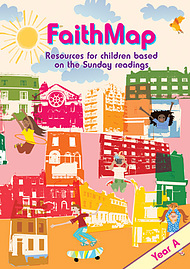 FaithMap
Resources for children based
on the Sunday readings
Year A